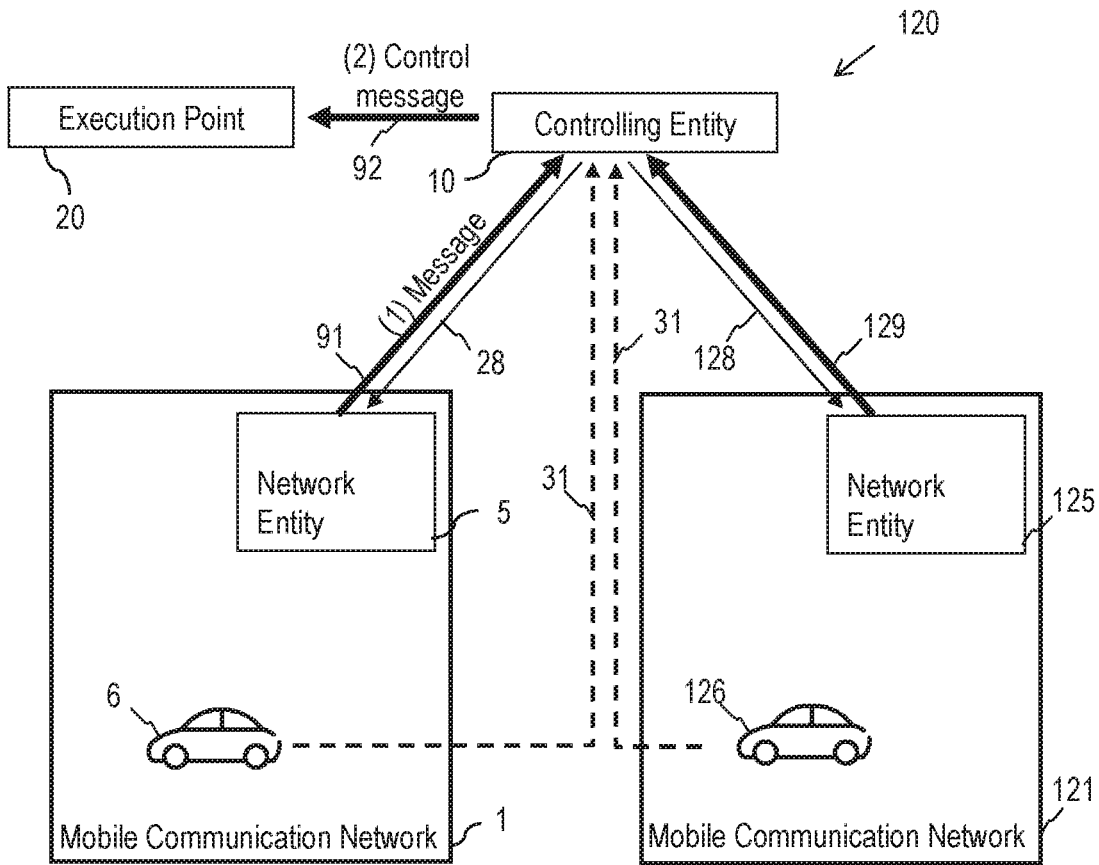 120
(2) Control
message
Execution Point
Controlling Entity
92
10
20
(1) Message
91
28
31
128
129
31
Network
Entity
5
Network
Entity
125
6
126
Mobile Communication Network
1
Mobile Communication Network
121